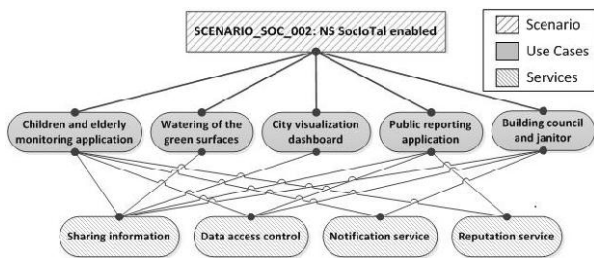 SCENARIO_SOC_002: NS SocIoTal enabled
Scenario
Use Cases
Services
Children and elderly
monitoring application
Watering of the
green surfaces
City visualization
dashboard
Public reporting
application
Building council
and janitor
Sharing information
Data access control
Notification service
Reputation service